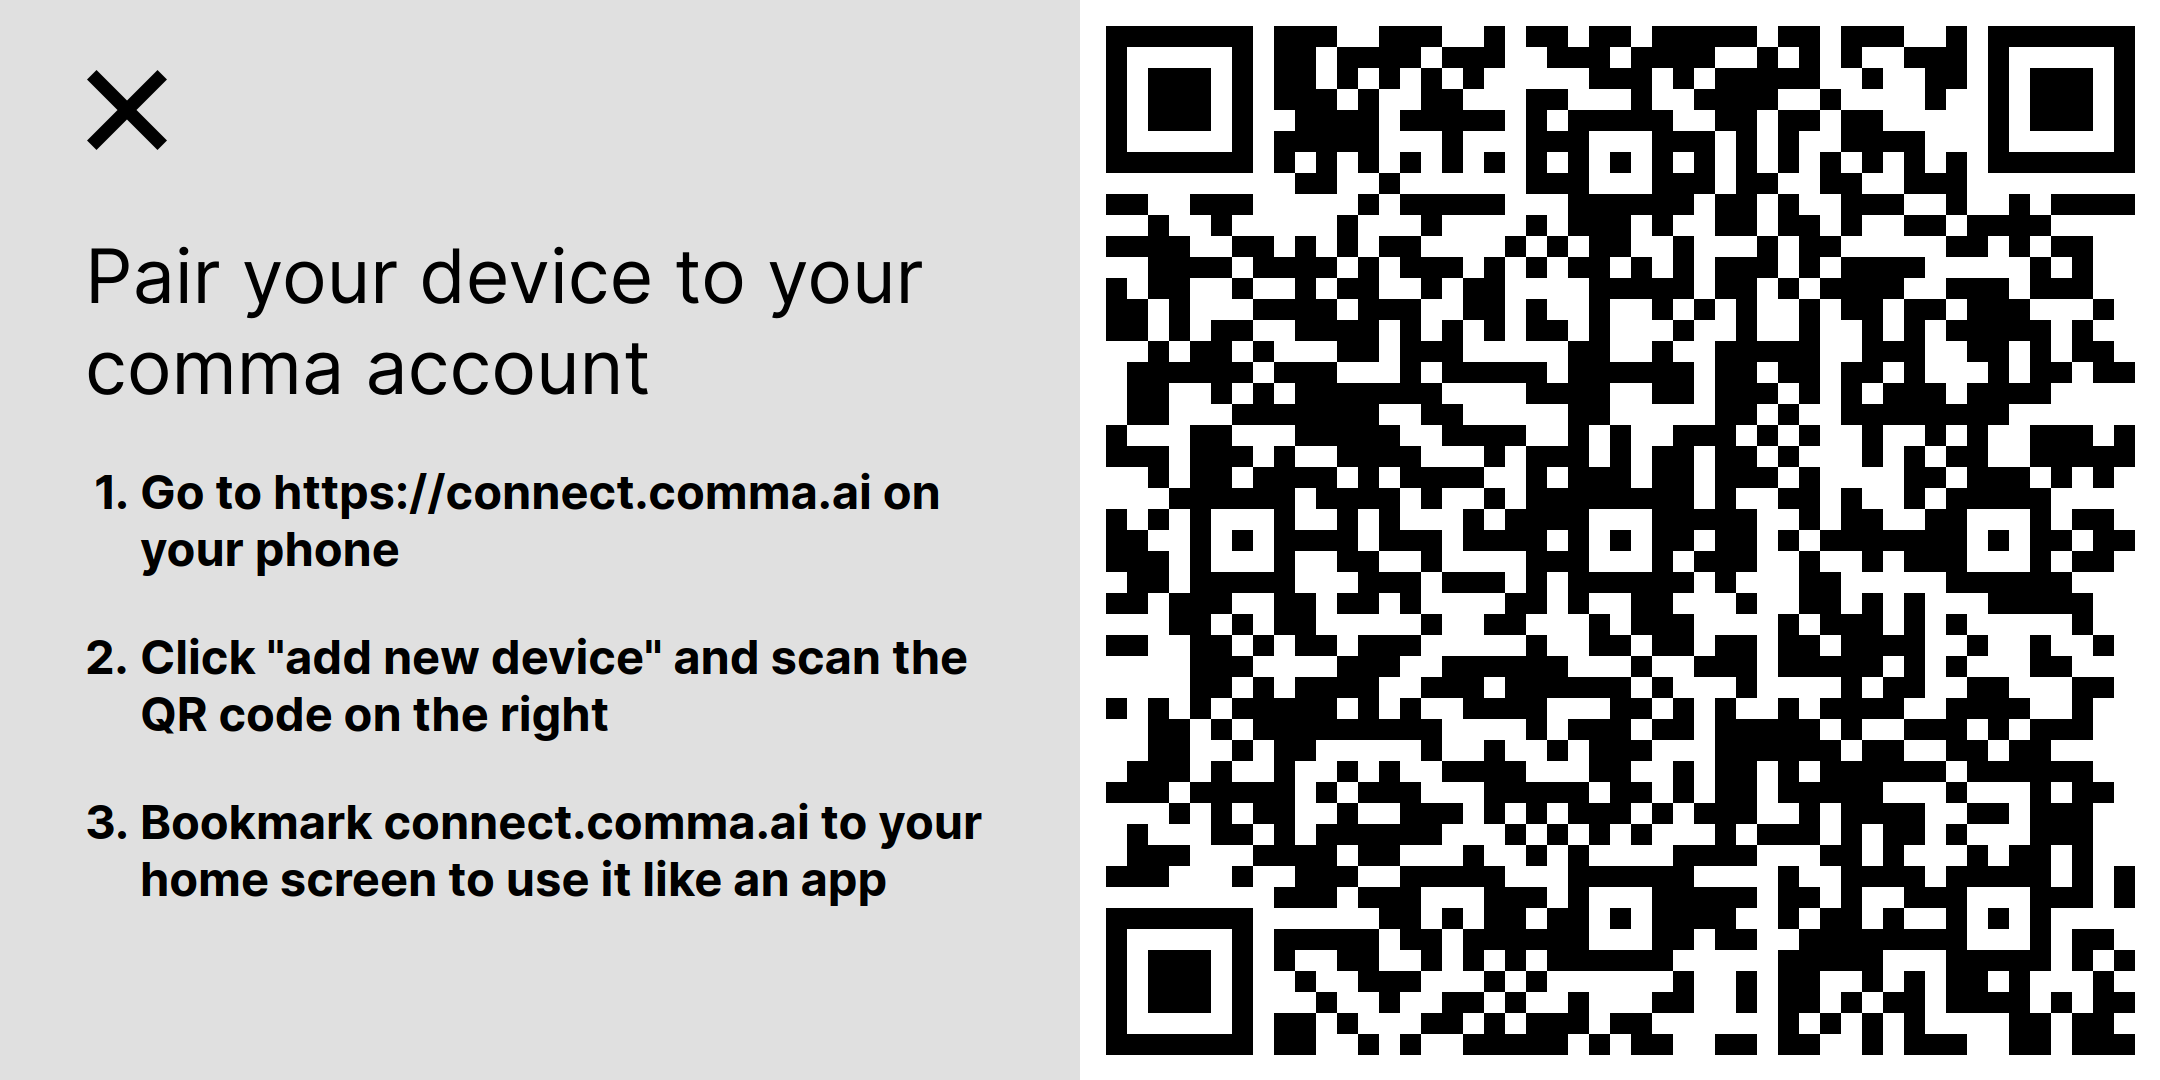 Pair your device to your
comma account
1. Go to https://connect.comma.ai on
your phone
2. Click "add new device" and scan the
QR code on the right
3. Bookmark connect.comma.ai to your
home screen to use it like an app